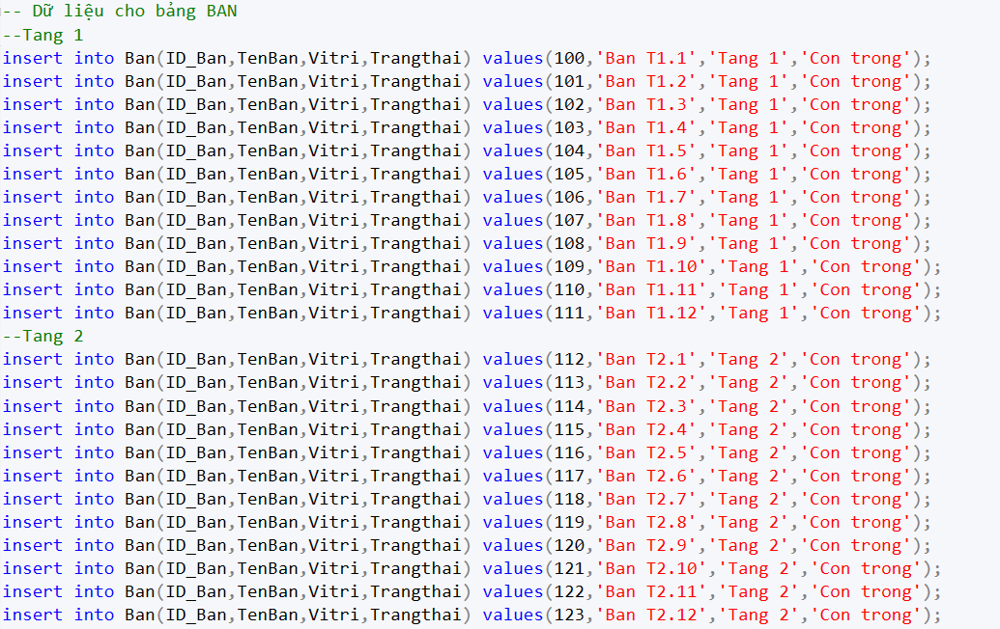 -- Dữ liệu cho bảng BAN
--Tang 1
insert into Ban(ID_Ban,TenBan,Vitri,Trangthai) values(100,'Ban T1.1','Tang 1','Con trong');
insert into Ban(ID_Ban,TenBan,Vitri,Trangthai) values(101,'Ban T1.2','Tang 1','Con trong');
insert into Ban(ID_Ban,TenBan,Vitri,Trangthai) values(102,'Ban T1.3','Tang 1','Con trong');
insert into Ban(ID_Ban,TenBan,Vitri,Trangthai) values(103,'Ban T1.4','Tang 1','Con trong');
insert into Ban(ID_Ban,TenBan,Vitri,Trangthai) values(104,'Ban T1.5','Tang 1','Con trong');
insert into Ban(ID_Ban,TenBan,Vitri,Trangthai) values(105,'Ban T1.6','Tang 1','Con trong');
insert into Ban(ID_Ban,TenBan,Vitri,Trangthai) values(106,'Ban T1.7','Tang 1','Con trong');
insert into Ban(ID_Ban,TenBan,Vitri,Trangthai) values(107,'Ban T1.8','Tang 1','Con trong');
insert into Ban(ID_Ban,TenBan,Vitri,Trangthai) values(108,'Ban T1.9','Tang 1','Con trong');
insert into Ban(ID_Ban,TenBan,Vitri,Trangthai) values(109,'Ban T1.10','Tang 1','Con trong');
insert into Ban(ID_Ban,TenBan,Vitri,Trangthai) values(110,'Ban T1.11','Tang 1','Con trong');
insert into Ban(ID_Ban,TenBan,Vitri,Trangthai) values(111,'Ban T1.12','Tang 1','Con trong');
--Tang 2
insert into Ban(ID_Ban,TenBan,Vitri,Trangthai) values(112,'Ban T2.1','Tang 2','Con trong');
insert into Ban(ID_Ban,TenBan,Vitri,Trangthai) values(113,'Ban T2.2','Tang 2','Con trong');
insert into Ban(ID_Ban,TenBan,Vitri,Trangthai) values(114,'Ban T2.3','Tang 2','Con trong');
insert into Ban(ID_Ban,TenBan,Vitri,Trangthai) values(115,'Ban T2.4','Tang 2','Con trong');
insert into Ban(ID_Ban,TenBan,Vitri,Trangthai) values(116,'Ban T2.5','Tang 2','Con trong');
insert into Ban(ID_Ban,TenBan,Vitri,Trangthai) values(117,'Ban T2.6','Tang 2','Con trong');
insert into Ban(ID_Ban,TenBan,Vitri,Trangthai) values(118,'Ban T2.7','Tang 2','Con trong');
insert into Ban(ID_Ban,TenBan,Vitri,Trangthai) values(119,'Ban T2.8','Tang 2','Con trong');
insert into Ban(ID_Ban,TenBan,Vitri,Trangthai) values(120,'Ban T2.9','Tang 2','Con trong');
insert into Ban(ID_Ban,TenBan,Vitri,Trangthai) values(121,'Ban T2.10','Tang 2','Con trong');
insert into Ban(ID_Ban,TenBan,Vitri,Trangthai) values(122,'Ban T2.11','Tang 2','Con trong');
insert into Ban(ID_Ban,TenBan,Vitri,Trangthai) values(123,'Ban T2.12','Tang 2','Con trong');